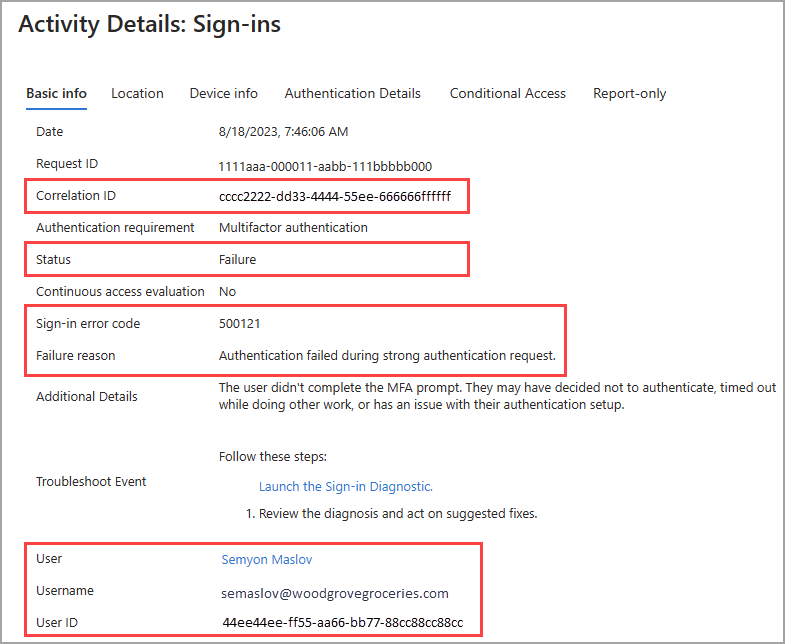 Activity Details: Sign-ins
Basic info Location Device info Authentication Details Conditional Access Report-only
Date 8/18/2023, 7:46:06 AM
Request ID 1111aaa-000011-aabb-111bbbbb000
Correlation ID cccc2222-dd33-4444-55ee-666666ffffff
Authentication requirement Multifactor authentication
Status Failure
Continuous access evaluation No
Sign-in error code 500121
Failure reason Authentication failed during strong authentication request.
Additional Details The user didn't complete the MFA prompt. They may have decided not to authenticate, timed out
while doing other work, or has an issue with their authentication setup.
Follow these steps:
Troubleshoot Event
Launch the Sign-in Diagnostic.
1. Review the diagnosis and act on suggested fixes.
User Semyon Maslov
Username semaslov@woodgrovegroceries.com
User ID 44ee44ee-ff55-aa66-bb77-88cc88cc88cc